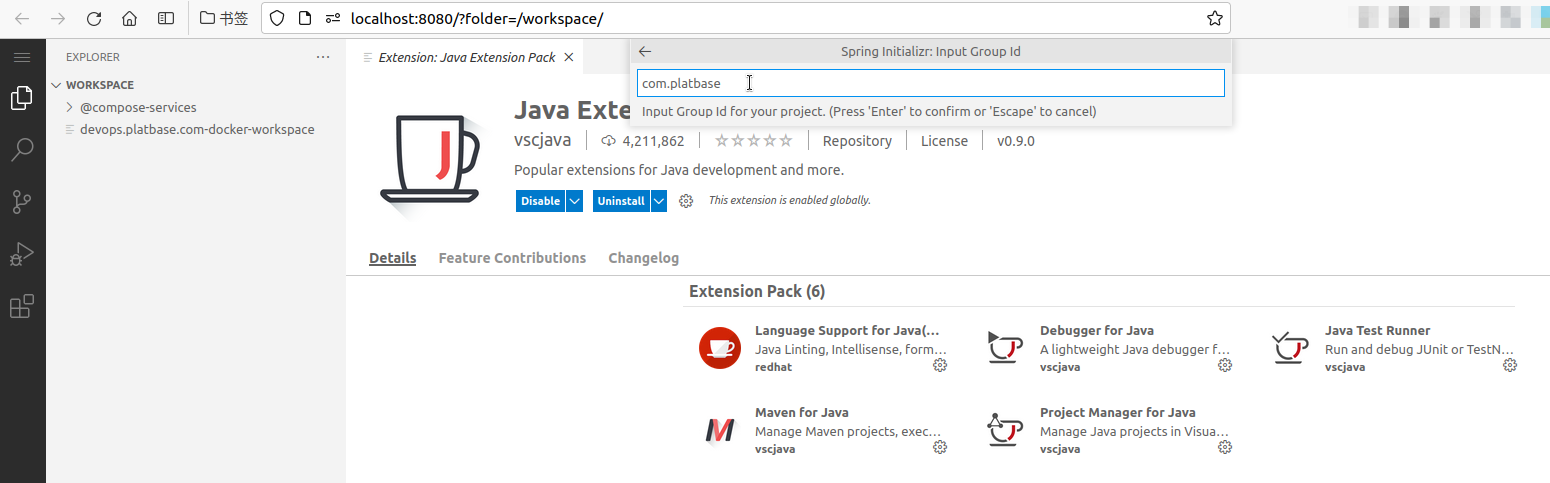 书签
localhost:8080/?folder=/workspace/
EXPLORER
WORKSPACE
@compose-services
devops.platbase.com-docker-workspace
Extension: Java Extension Pack
Spring Initializr: Input Group Id
com.platbase
Input Group Id for your project. (Press 'Enter' to confirm or 'Escape' to cancel)
Java Exte
vscjava
4,211,862
Repository
License
v0.9.0
Popular extensions for Java development and more.
Disable
Uninstall
This extension is enabled globally.
Details
Feature Contributions
Changelog
Extension Pack (6)
Language Support for Java(...
Java Linting, Intellisense, form...
redhat
Debugger for Java
A lightweight Java debugger f...
vscjava
Java Test Runner
Run and debug JUnit or TestN...
vscjava
Maven for Java
Manage Maven projects, exec...
vscjava
Project Manager for Java
Manage Java projects in Visua...
vscjava